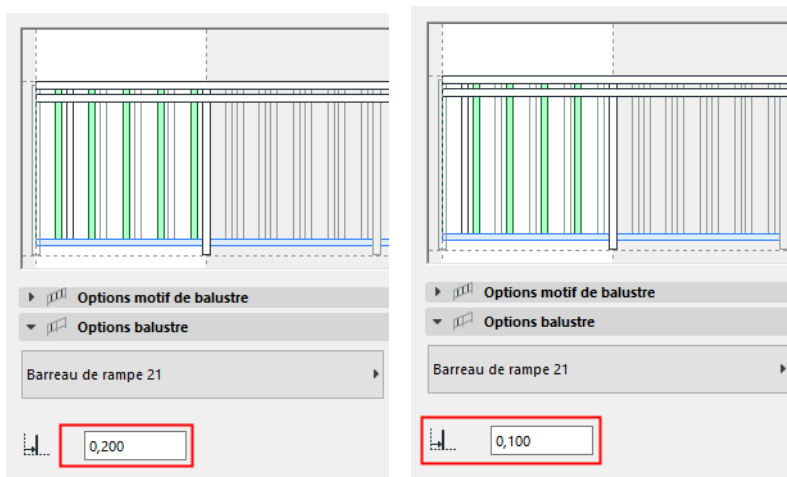 Options motif de balustre
Options balustre
Barreau de rampe 21
0,200
Options motif de balustre
Options balustre
Barreau de rampe 21
0,100